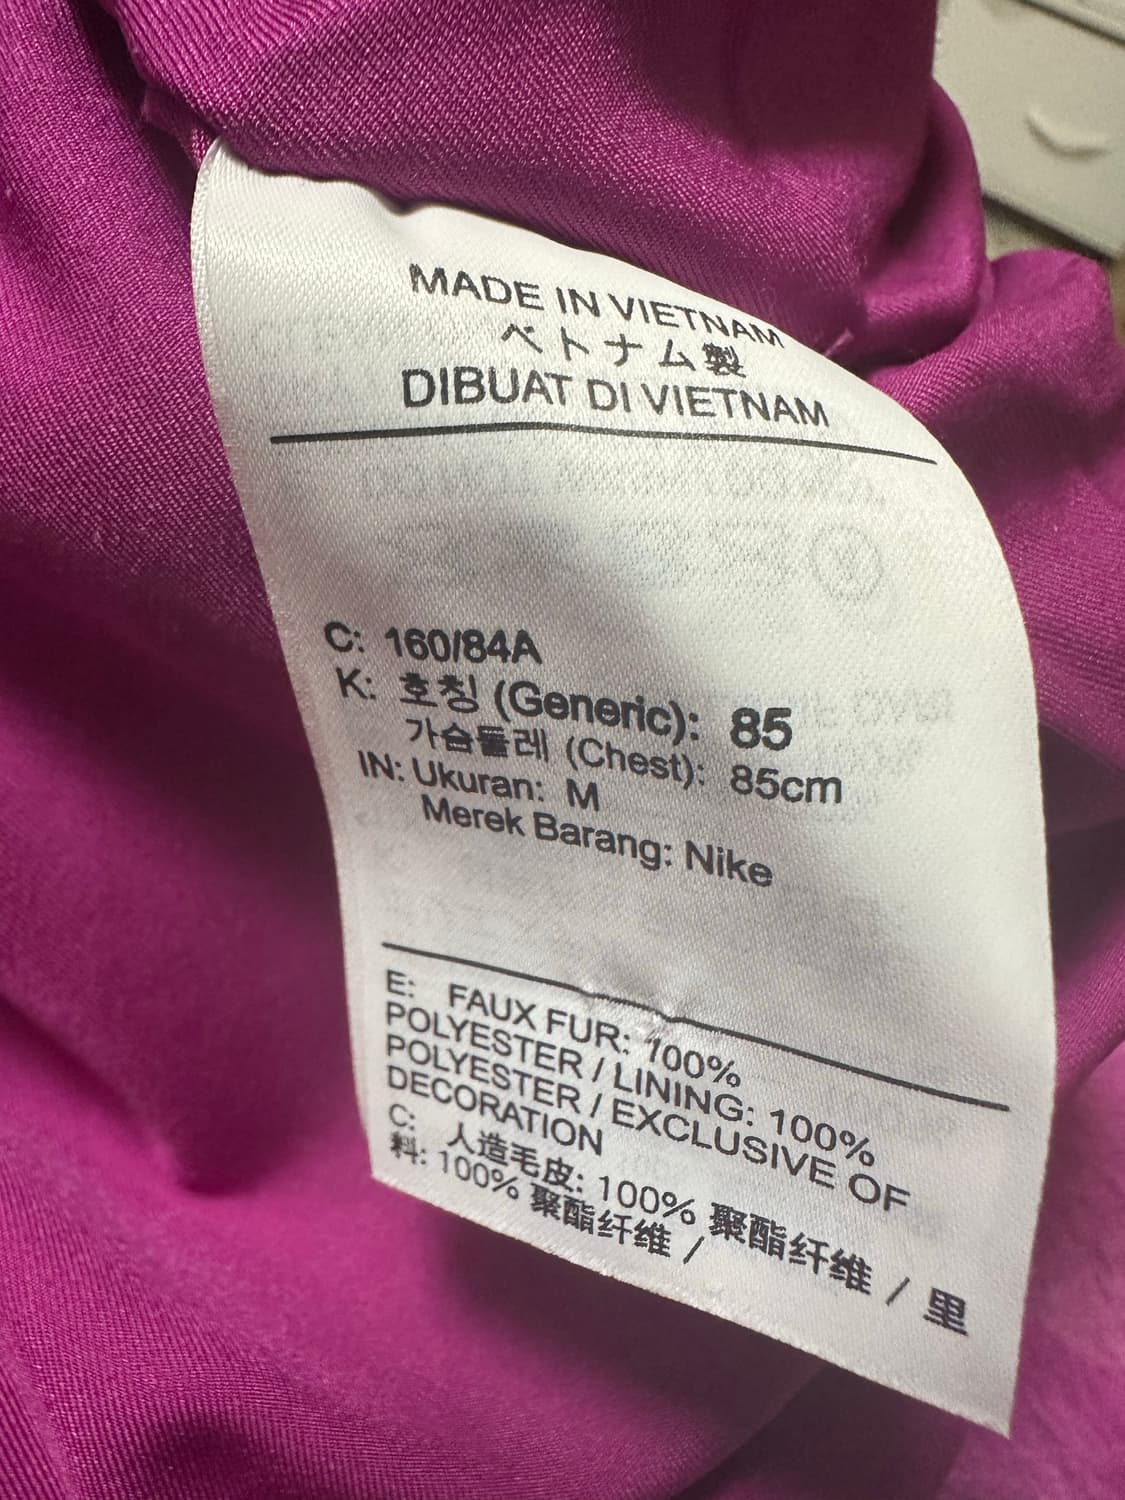 MADE IN VIETNAM
ベトナム製
DIBUAT DI VIETNAM
C: 160/84A
K: 호칭 (Generic): 85
가슴둘레 (Chest): 85cm
IN: Ukuran: M
Merek Barang: Nike
E: FAUX FUR: 100%
POLYESTER / LINING: 100%
POLYESTER / EXCLUSIVE OF
DECORATION
C: 人造毛皮: 100% 聚酯纤维 / 里
料: 100% 聚酯纤维 /